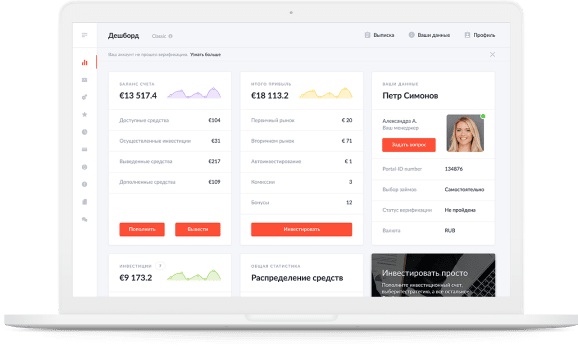 Дешборд
Выписка
Ваши данные
Профиль
Ваш аккаунт не прошел верификацию. Узнать больше
БАЛАНС СЧЕТА
€13 517.4
Доступные средства €104
Осуществленные инвестиции €31
Выведенные средства €217
Дополненные средства €109
Пополнить
Вывести
ИТОГО ПРИБЫЛЬ
€18 113.2
Первичный рынок € 20
Вторичном рынок € 71
Автоинвестирование € 1
Комиссии 3
Бонусы 12
Инвестировать
ВАШИ ДАННЫЕ
Петр Симонов
Александра А.
Ваш менеджер
Задать вопрос
Portal ID number 134876
Выбор займов Самостоятельно
Статус верификации Не пройдена
Валюта RUB
ИНВЕСТИЦИИ ?
€9 173.2
ОБЩАЯ СТАТИСТИКА
Распределение средств
Инвестировать просто
Пополните инвестиционный счет,
выберите стратегию, а все остальное